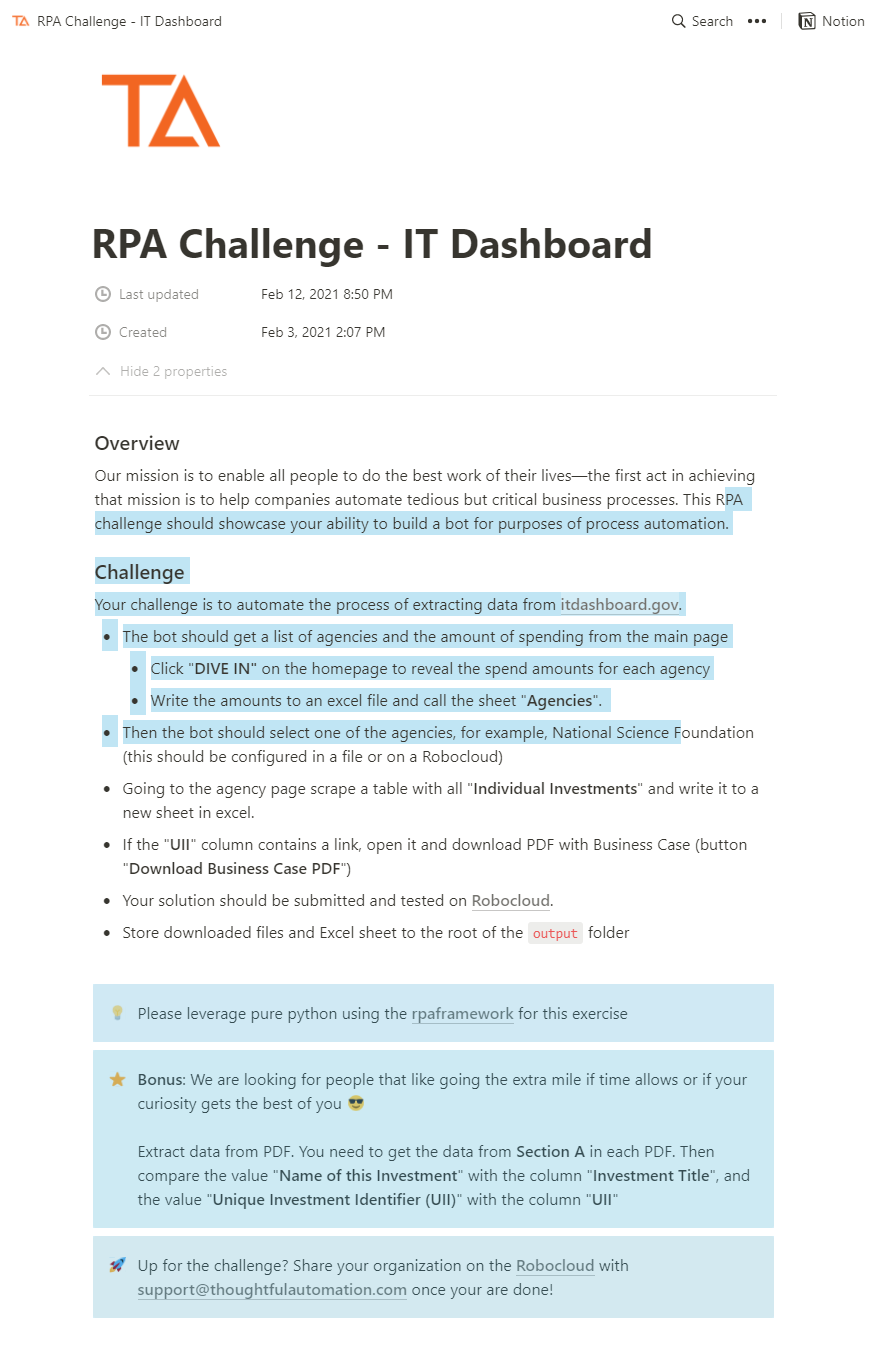 RPA Challenge - IT Dashboard
Search
Notion
TA
RPA Challenge - IT Dashboard
Last updated Feb 12, 2021 8:50 PM
Created Feb 3, 2021 2:07 PM
Hide 2 properties
Overview
Our mission is to enable all people to do the best work of their lives—the first act in achieving
that mission is to help companies automate tedious but critical business processes. This RPA
challenge should showcase your ability to build a bot for purposes of process automation.
Challenge
Your challenge is to automate the process of extracting data from itdashboard.gov.
• The bot should get a list of agencies and the amount of spending from the main page
• Click "DIVE IN" on the homepage to reveal the spend amounts for each agency
• Write the amounts to an excel file and call the sheet "Agencies".
• Then the bot should select one of the agencies, for example, National Science Foundation
(this should be configured in a file or on a Robocloud)
• Going to the agency page scrape a table with all "Individual Investments" and write it to a
new sheet in excel.
• If the "UII" column contains a link, open it and download PDF with Business Case (button
"Download Business Case PDF")
• Your solution should be submitted and tested on Robocloud.
• Store downloaded files and Excel sheet to the root of the output folder
Please leverage pure python using the rpaframework for this exercise
Bonus: We are looking for people that like going the extra mile if time allows or if your
curiosity gets the best of you 😎
Extract data from PDF. You need to get the data from Section A in each PDF. Then
compare the value "Name of this Investment" with the column "Investment Title", and
the value "Unique Investment Identifier (UII)" with the column "UII"
Up for the challenge? Share your organization on the Robocloud with
support@thoughtfulautomation.com once your are done!